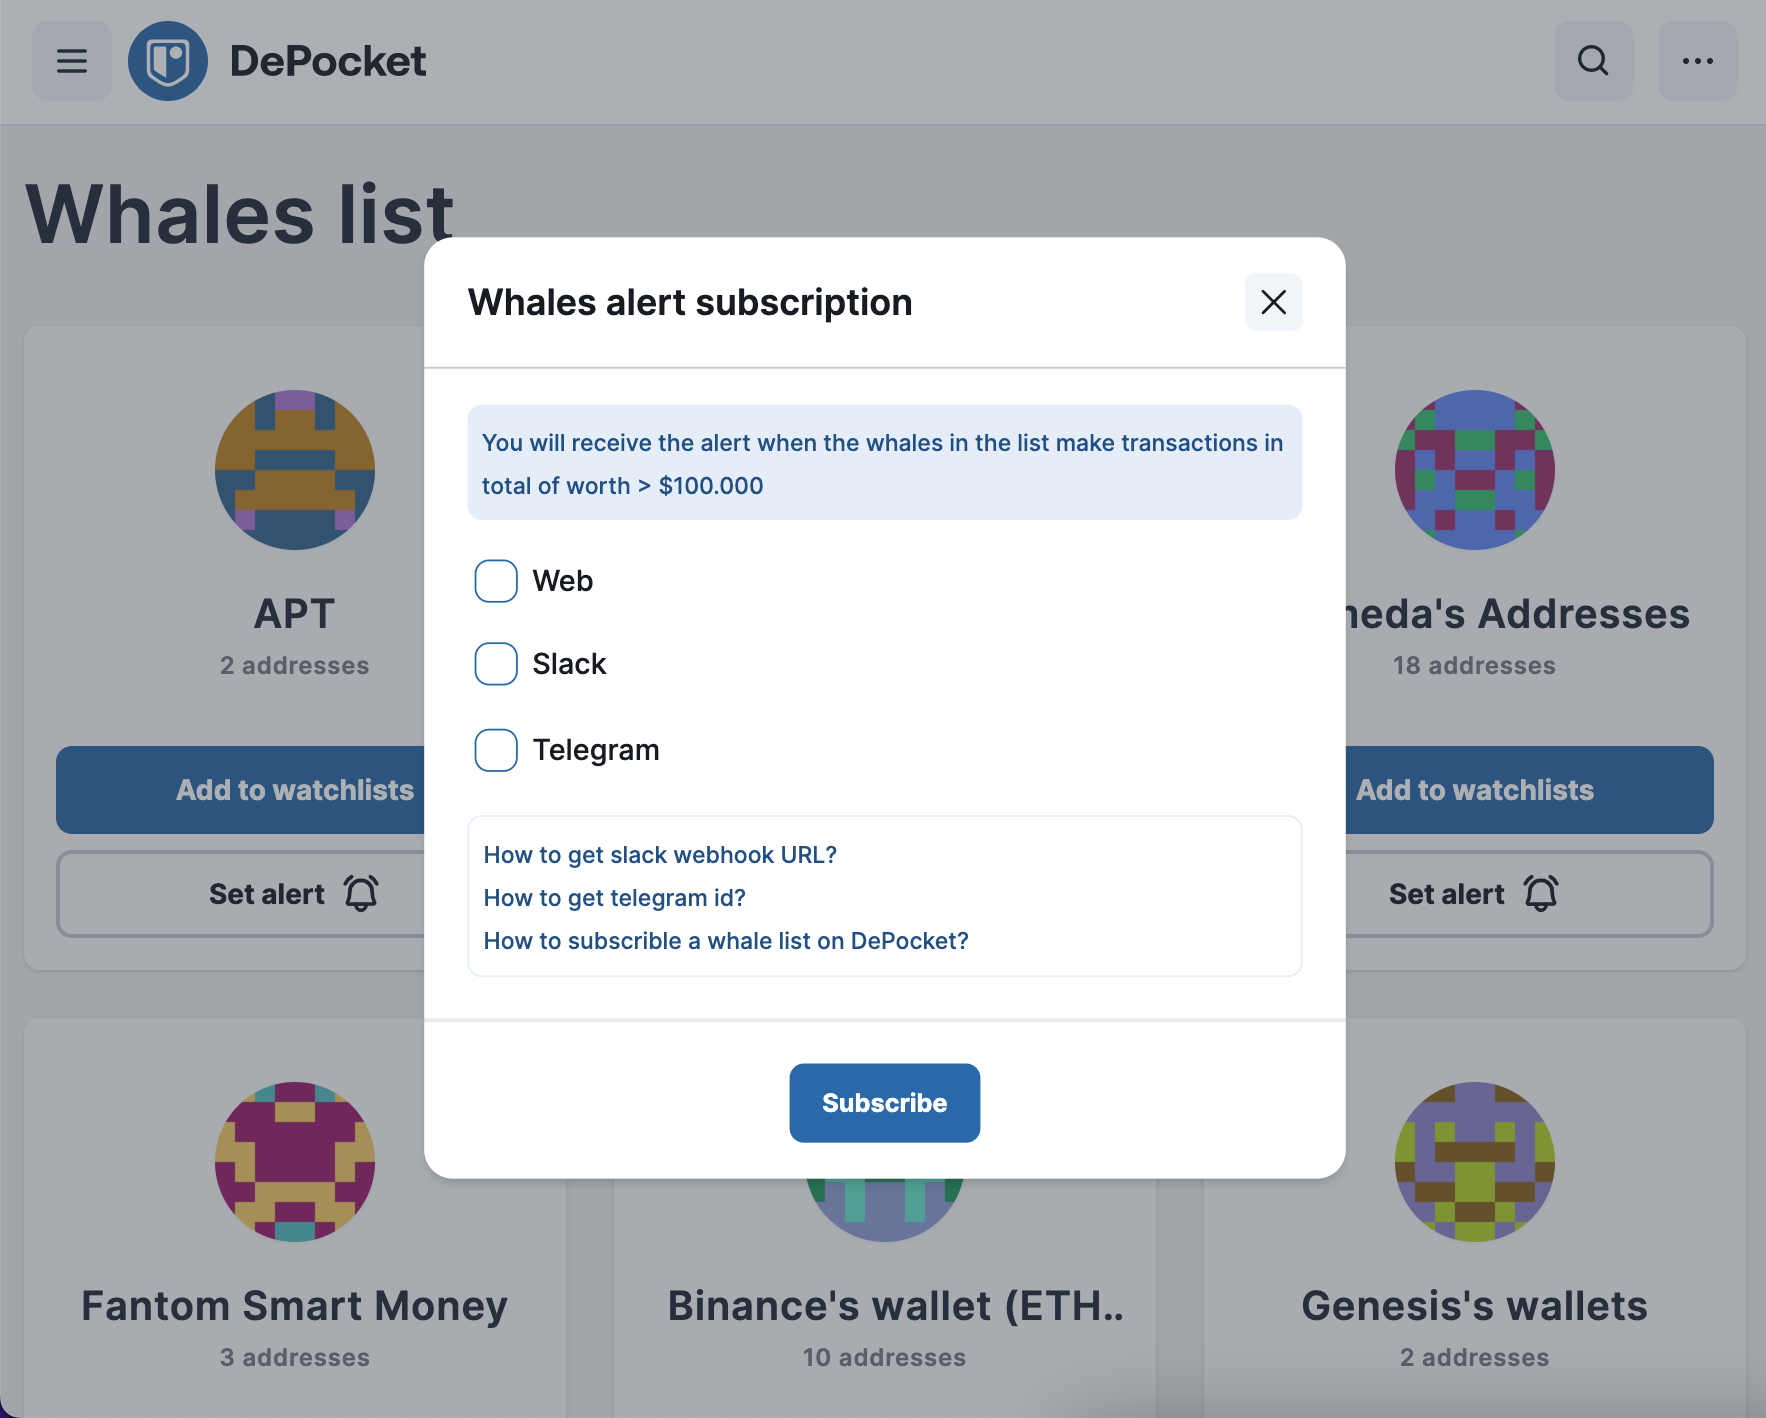 DePocket
Whales list
Whales alert subscription
You will receive the alert when the whales in the list make transactions in
total of worth > $100.000
Web
Slack
Telegram
How to get slack webhook URL?
How to get telegram id?
How to subscrible a whale list on DePocket?
Subscribe
APT
2 addresses
Add to watchlists
Set alert
Addresses
18 addresses
Add to watchlists
Set alert
Fantom Smart Money
3 addresses
Binance's wallet (ETH..
10 addresses
Genesis's wallets
2 addresses